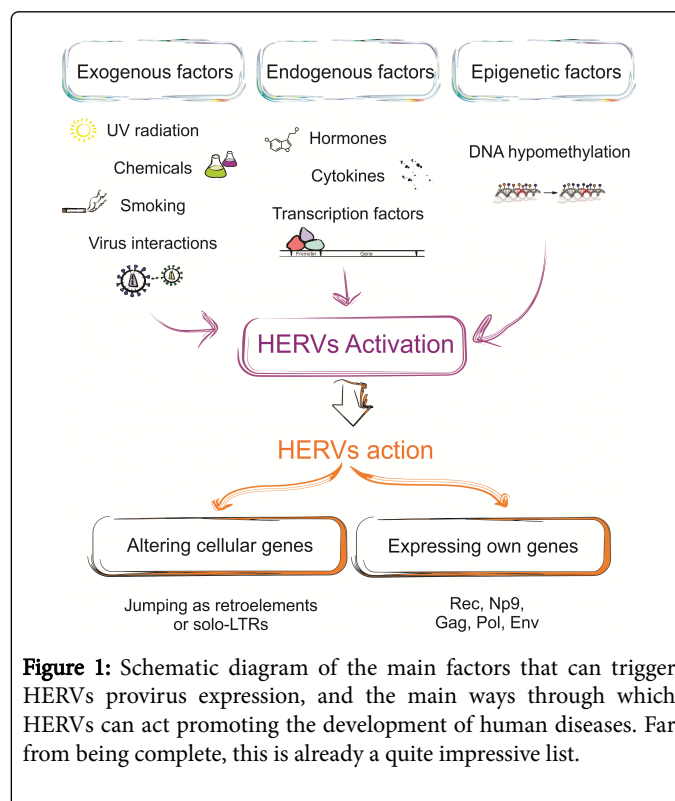 Exogenous factors
Endogenous factors
Epigenetic factors
UV radiation
Chemicals
Smoking
Virus interactions
Hormones
Cytokines
Transcription factors
Promoter
Gene
DNA hypomethylation
HERVs Activation
HERVs action
Altering cellular genes
Expressing own genes
Jumping as retroelements
or solo-LTRs
Rec, Np9,
Gag, Pol, Env
Figure 1: Schematic diagram of the main factors that can trigger
HERVs provirus expression, and the main ways through which
HERVs can act promoting the development of human diseases. Far
from being complete, this is already a quite impressive list.